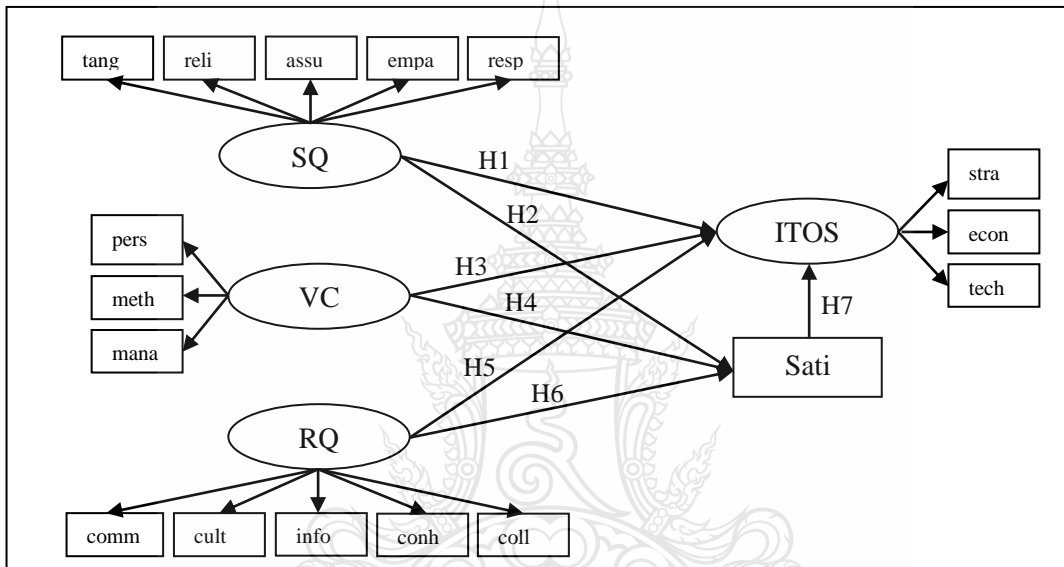 tang
reli
assu
empa
resp
SQ
H1
H2
stra
ITOS
econ
tech
pers
meth
mana
VC
H3
H4
H7
Sati
H5
H6
RQ
comm
cult
info
conh
coll